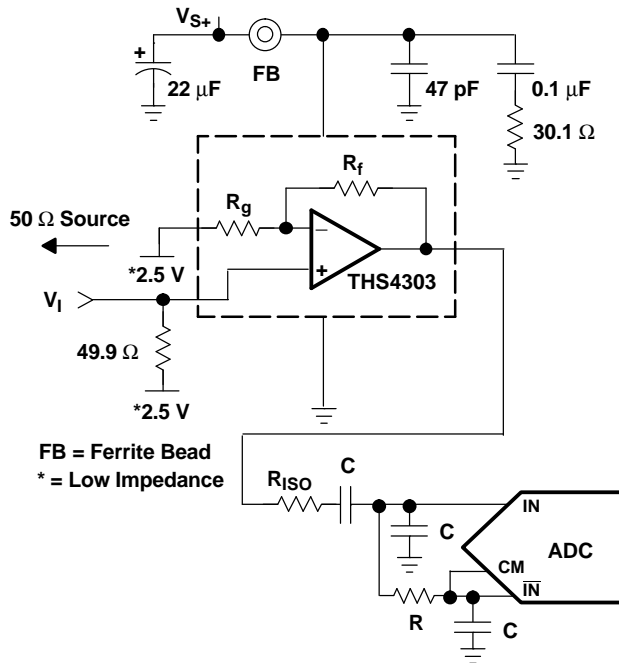 VS+
+
FB
22 μF
47 pF
0.1 μF
30.1 Ω
Rf
Rg
50 Ω Source
*2.5 V
−
+
THS4303
VI
49.9 Ω
*2.5 V
FB = Ferrite Bead
* = Low Impedance
RISO
C
IN
C
ADC
CM
IN
R
C